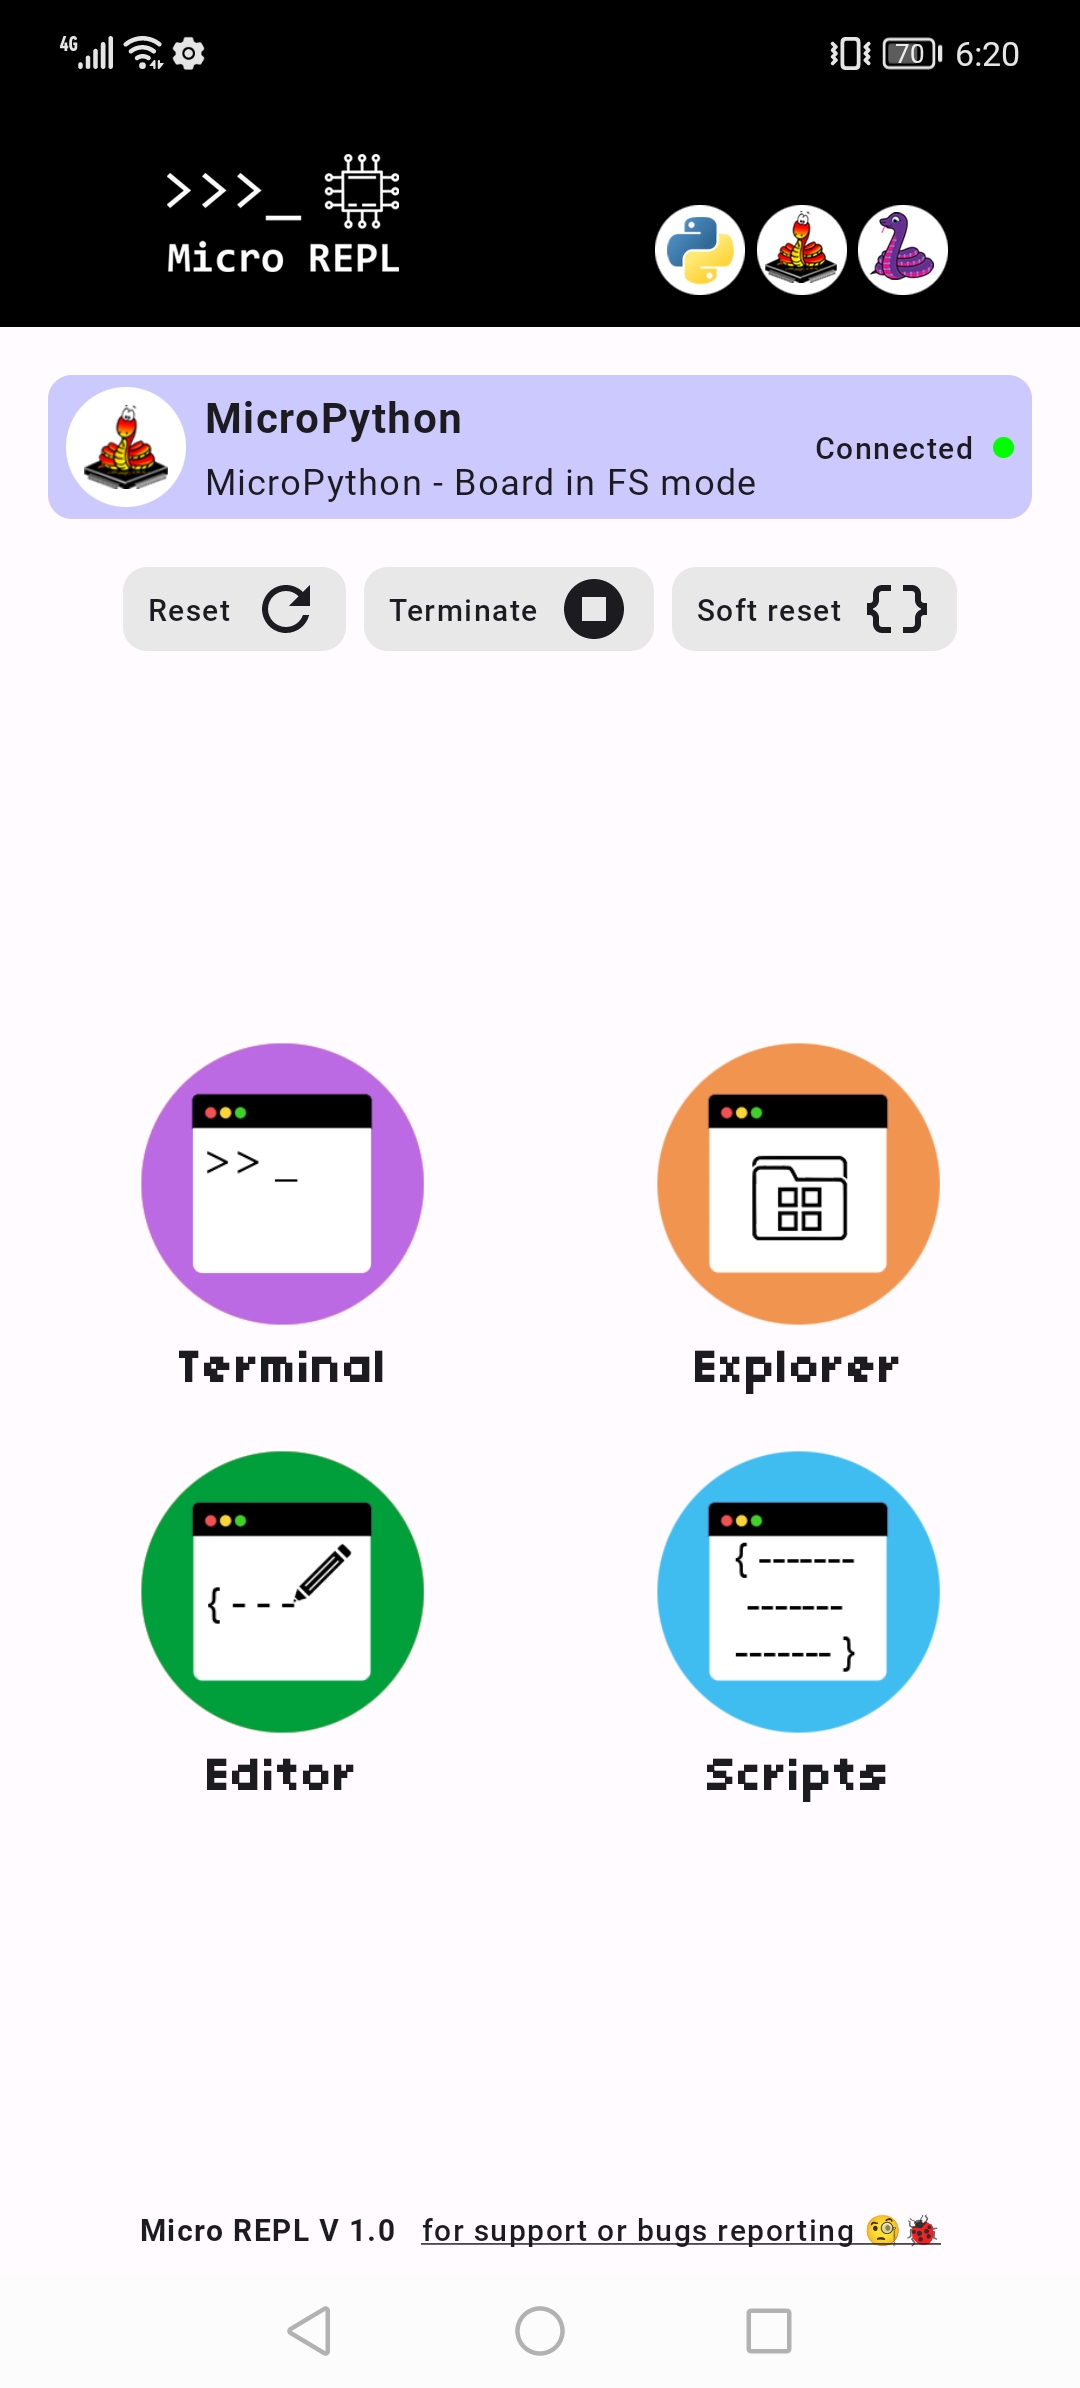 4G 70 6:20
>>>_
Micro REPL
MicroPython
MicroPython - Board in FS mode
Connected
Reset Terminate Soft reset { }
>> _
Terminal Explorer
{ - - -
{ -------
-------
------- }
Editor Scripts
Micro REPL V 1.0 for support or bugs reporting 🧐🐞